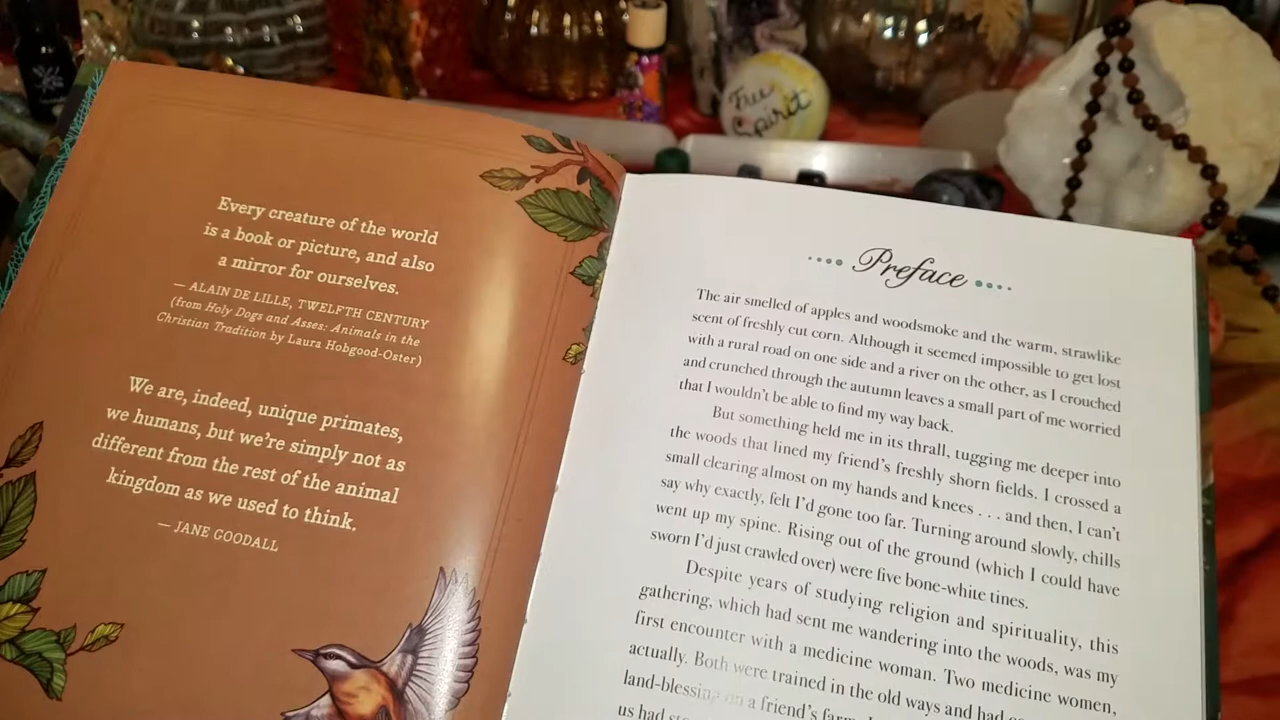 True
Spirit
Every creature of the world
is a book or picture, and also
a mirror for ourselves.
— ALAIN DE LILLE, TWELFTH CENTURY
(from Holy Dogs and Asses: Animals in the
Christian Tradition by Laura Hobgood-Oster)
We are, indeed, unique primates,
we humans, but we're simply not as
different from the rest of the animal
kingdom as we used to think.
— JANE GOODALL
Preface
The air smelled of apples and woodsmoke and the warm, strawlike
scent of freshly cut corn. Although it seemed impossible to get lost
with a rural road on one side and a river on the other, as I crouched
and crunched through the autumn leaves a small part of me worried
that I wouldn't be able to find my way back.
But something held me in its thrall, tugging me deeper into
the woods that lined my friend's freshly shorn fields. I crossed a
small clearing almost on my hands and knees . . . and then, I can't
say why exactly, felt I'd gone too far. Turning around slowly, chills
went up my spine. Rising out of the ground (which I could have
sworn I'd just crawled over) were five bone-white tines.
Despite years of studying religion and spirituality, this
gathering, which had sent me wandering into the woods, was my
first encounter with a medicine woman. Two medicine women,
actually. Both were trained in the old ways and had
land-blessing on a friend's farm
us had